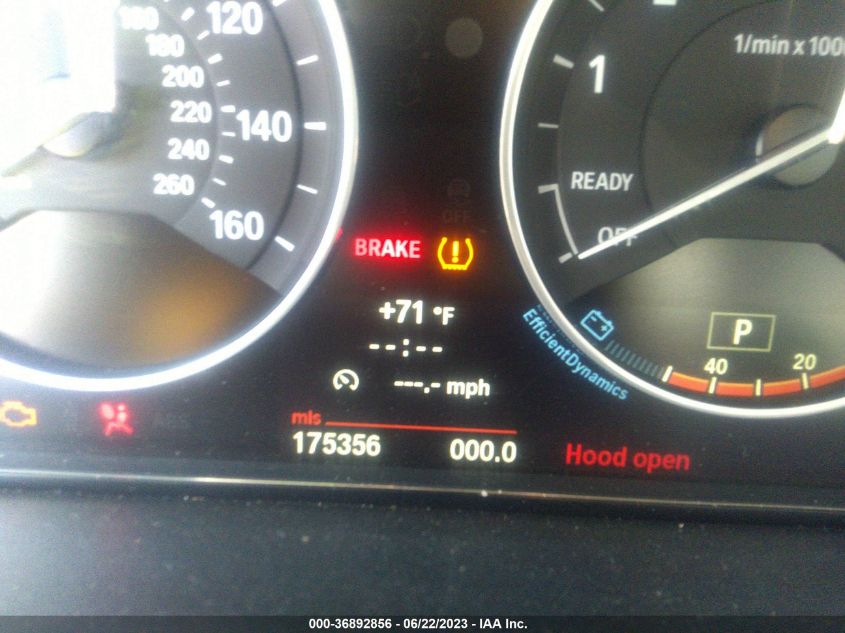 120
160
180
200
220
140
240
260
160
1/min x 1000
1
READY
OFF
OFF
BRAKE
+71 °F
--:--
---.- mph
EfficientDynamics
P
40
20
mls
175356 000.0
Hood open
000-36892856 - 06/22/2023 - IAA Inc.